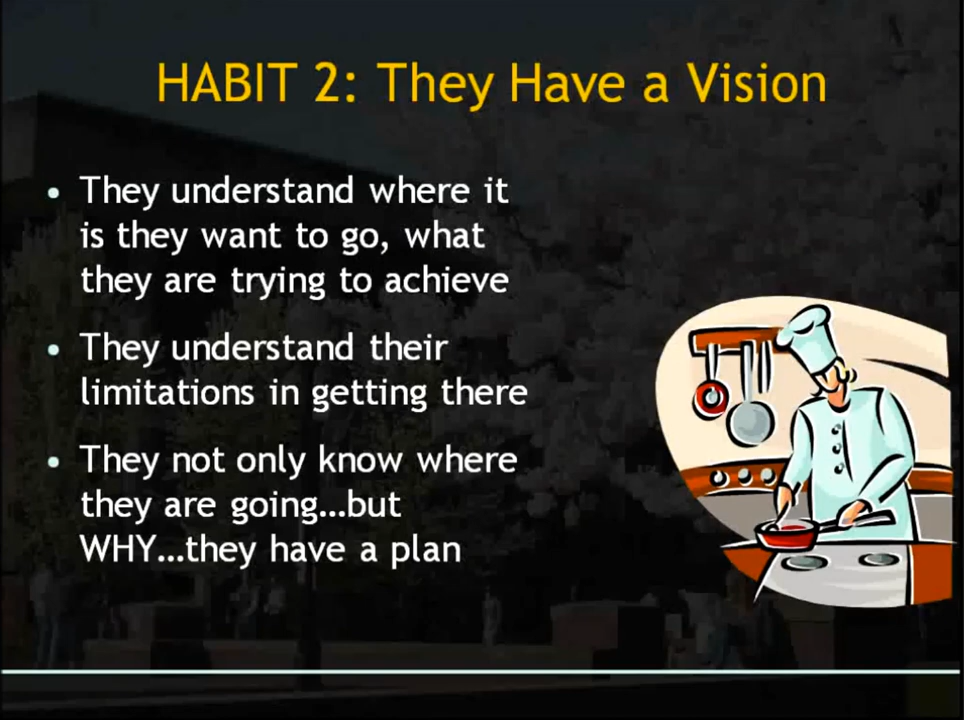 HABIT 2: They Have a Vision
• They understand where it
is they want to go, what
they are trying to achieve
• They understand their
limitations in getting there
• They not only know where
they are going...but
WHY...they have a plan